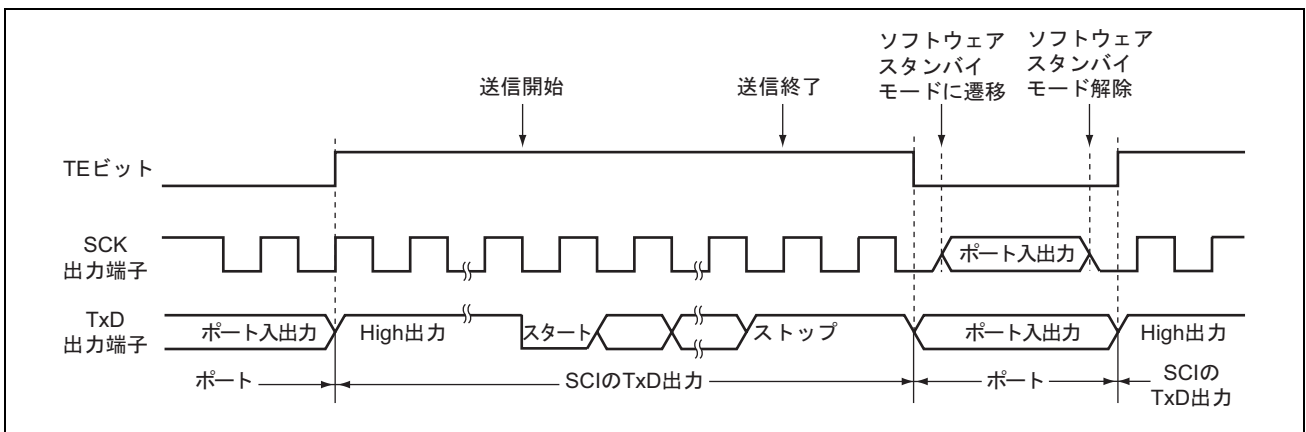 ソフトウェア
スタンバイ
モードに遷移
ソフトウェア
スタンバイ
モード解除
送信開始
送信終了
TEビット
SCK
出力端子
ポート入出力
TxD
出力端子
ポート入出力
High出力
スタート
ストップ
ポート入出力
High出力
ポート
SCIのTxD出力
ポート
SCIの
TxD出力